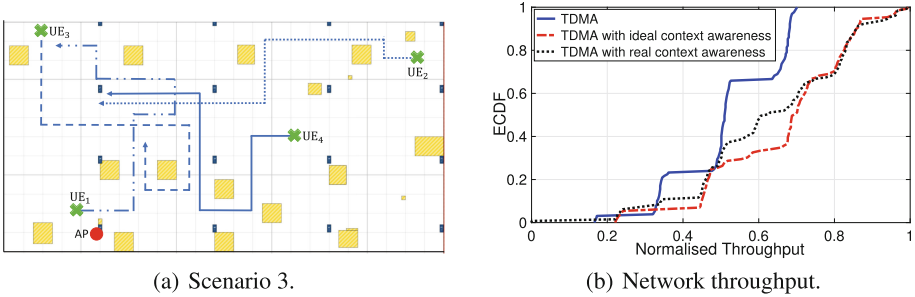 UE3
UE2
UE4
UE1
AP
(a) Scenario 3.
1
0.8
0.6
0.4
0.2
0
ECDF
TDMA
TDMA with ideal context awareness
TDMA with real context awareness
0 0.2 0.4 0.6 0.8 1
Normalised Throughput
(b) Network throughput.